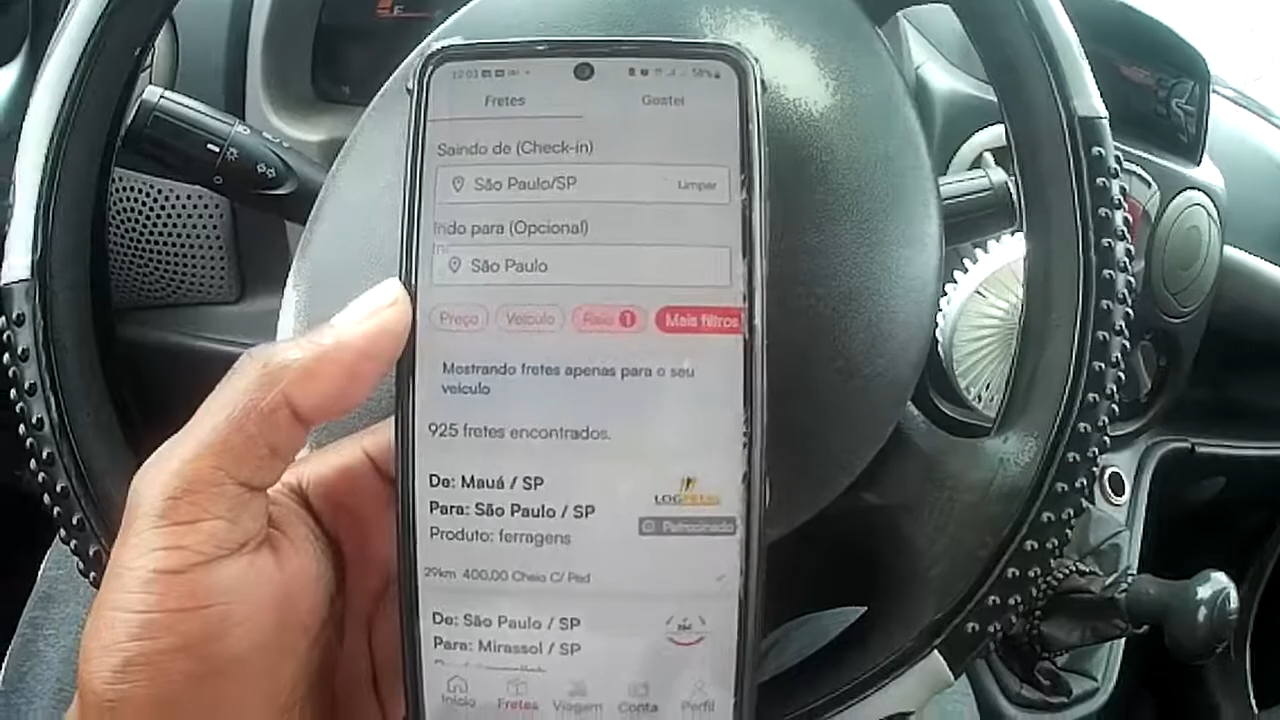 12:03
58%
Fretes
Gostei
Saindo de (Check-in)
São Paulo/SP
Limpar
Indo para (Opcional)
São Paulo
Preço
Veículo
Raio 1
Mais filtros
Mostrando fretes apenas para o seu
veículo
925 fretes encontrados.
De: Mauá / SP
Para: São Paulo / SP
Patrocinado
Produto: ferragens
29km 400,00 Cheio C/ Ped
De: São Paulo / SP
Para: Mirassol / SP
Início
Fretes
Viagem
Conta
Perfil